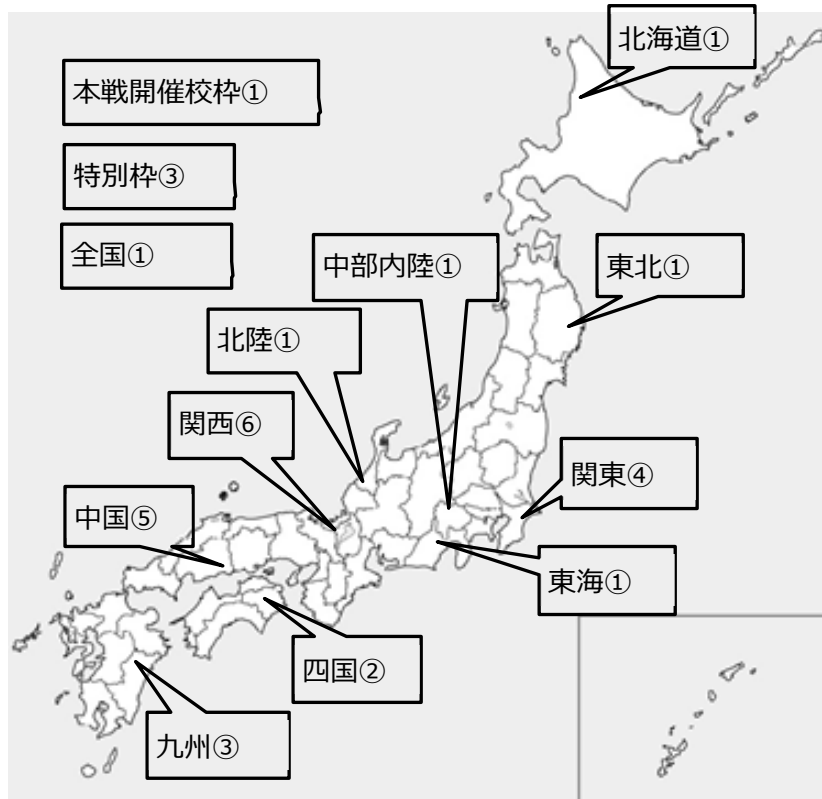 北海道①
本戦開催校枠①
特別枠③
全国①
中部内陸①
東北①
北陸①
関西⑥
関東④
中国⑤
東海①
四国②
九州③